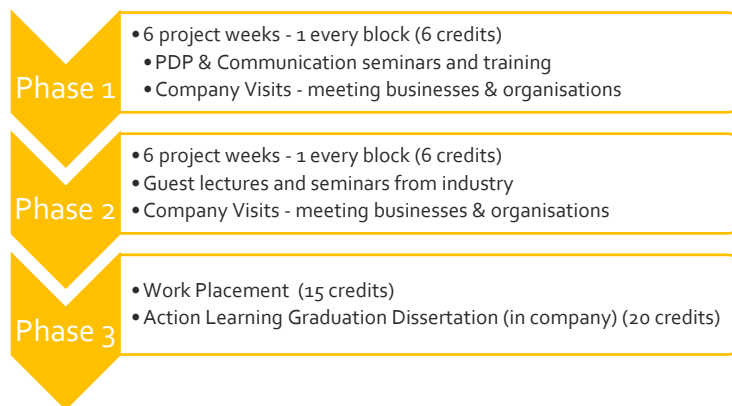 Phase 1
•6 project weeks - 1 every block (6 credits)
•PDP & Communication seminars and training
•Company Visits - meeting businesses & organisations
Phase 2
•6 project weeks - 1 every block (6 credits)
•Guest lectures and seminars from industry
•Company Visits - meeting businesses & organisations
Phase 3
•Work Placement (15 credits)
•Action Learning Graduation Dissertation (in company) (20 credits)